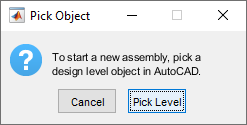 Pick Object
?
To start a new assembly, pick a
design level object in AutoCAD.
Cancel
Pick Level